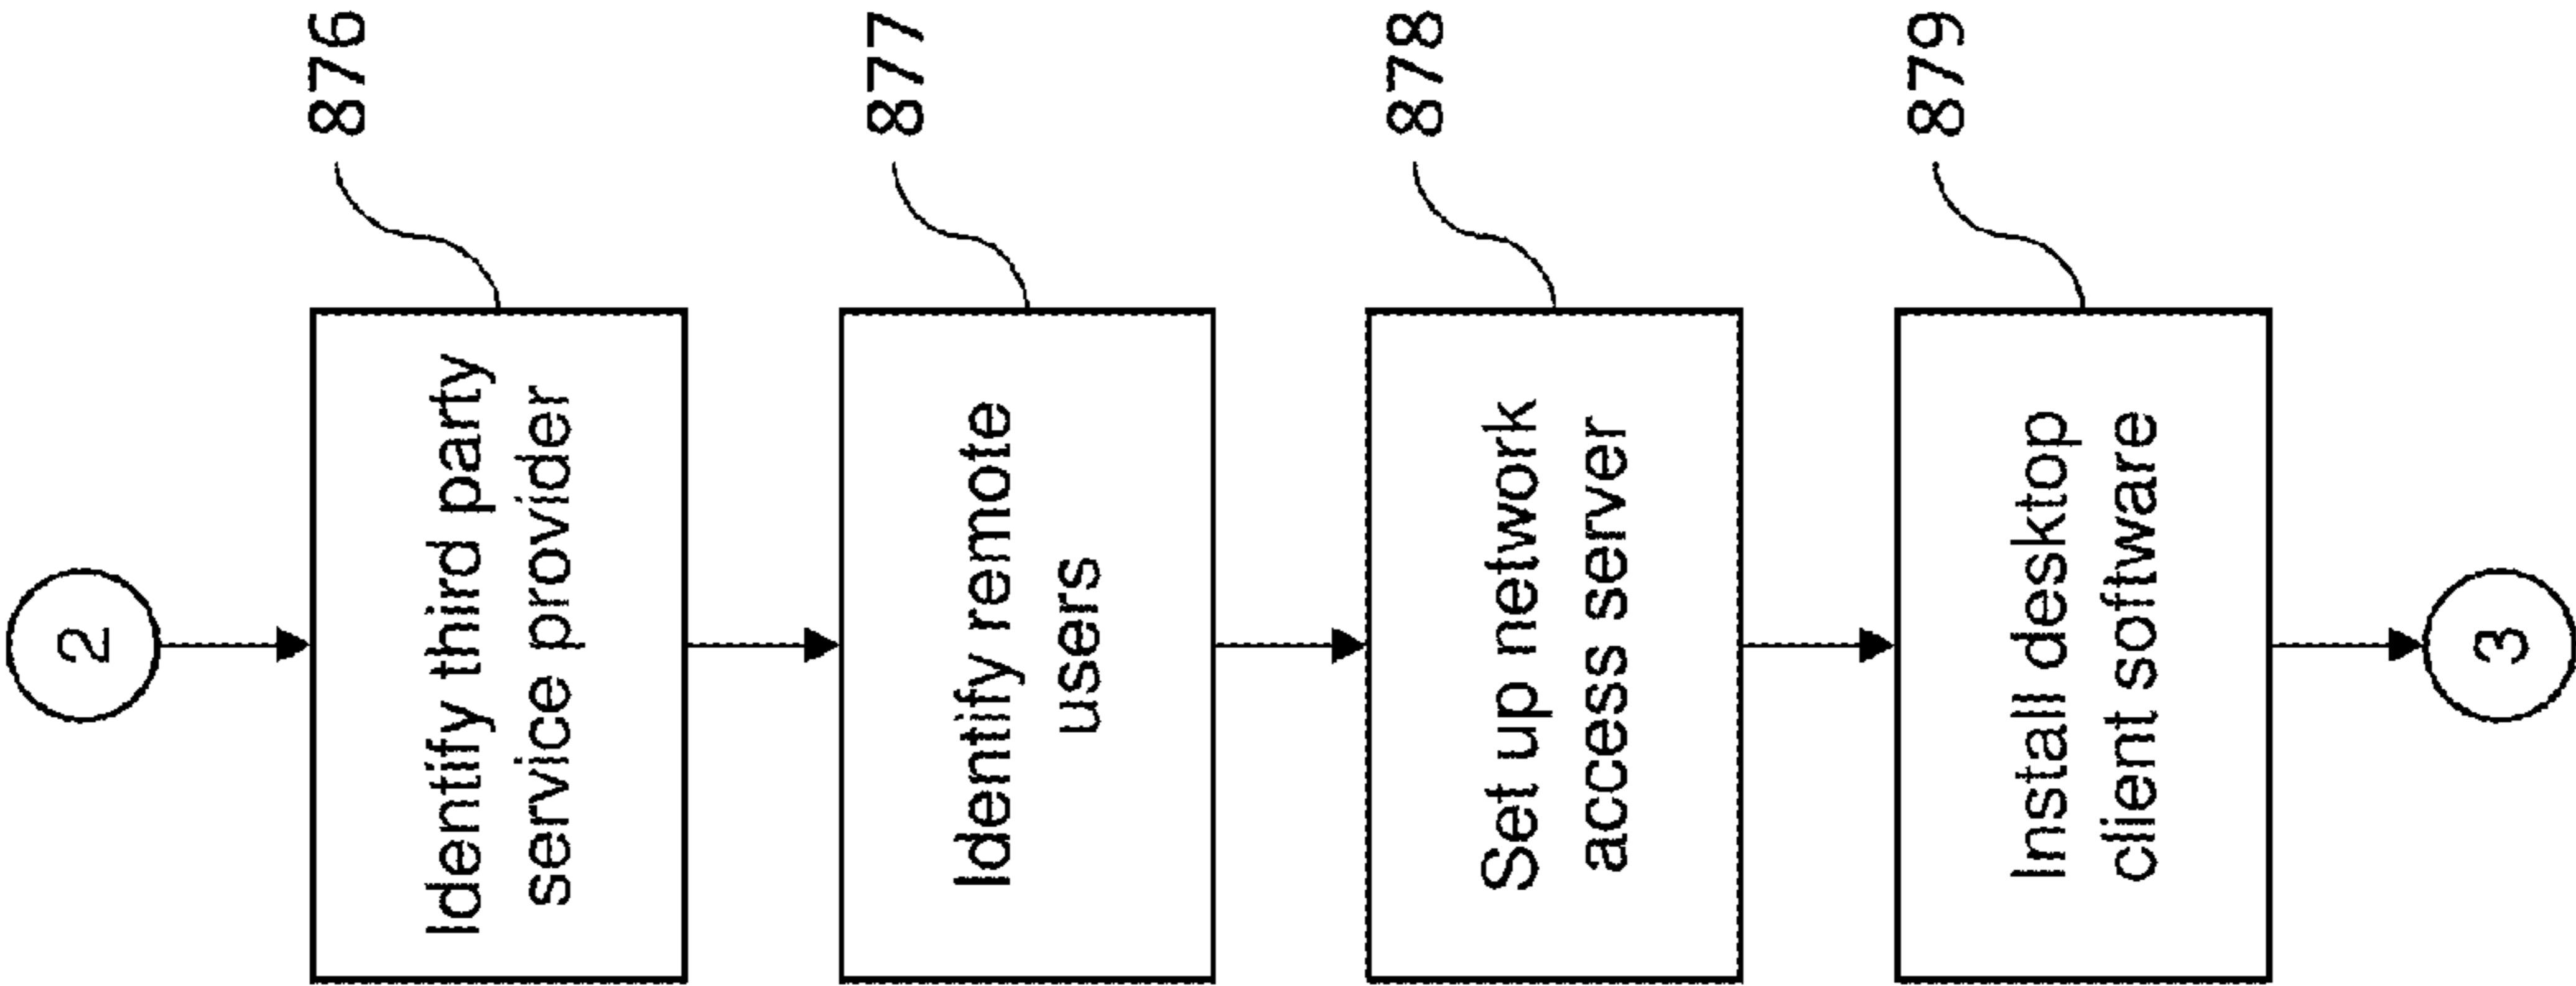 2
Identify third party
service provider
876
Identify remote
users
877
Set up network
access server
878
Install desktop
client software
879
3